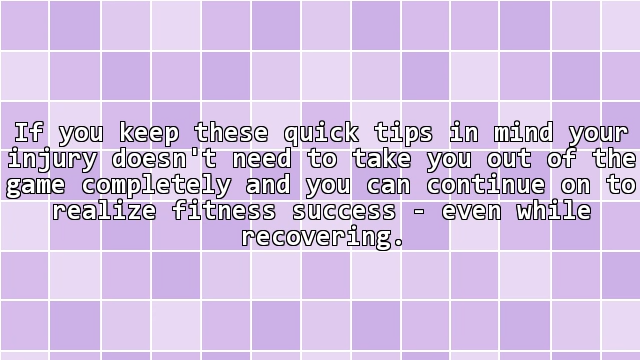 If you keep these quick tips in mind your
injury doesn't need to take you out of the
game completely and you can continue on to
realize fitness success - even while
recovering.